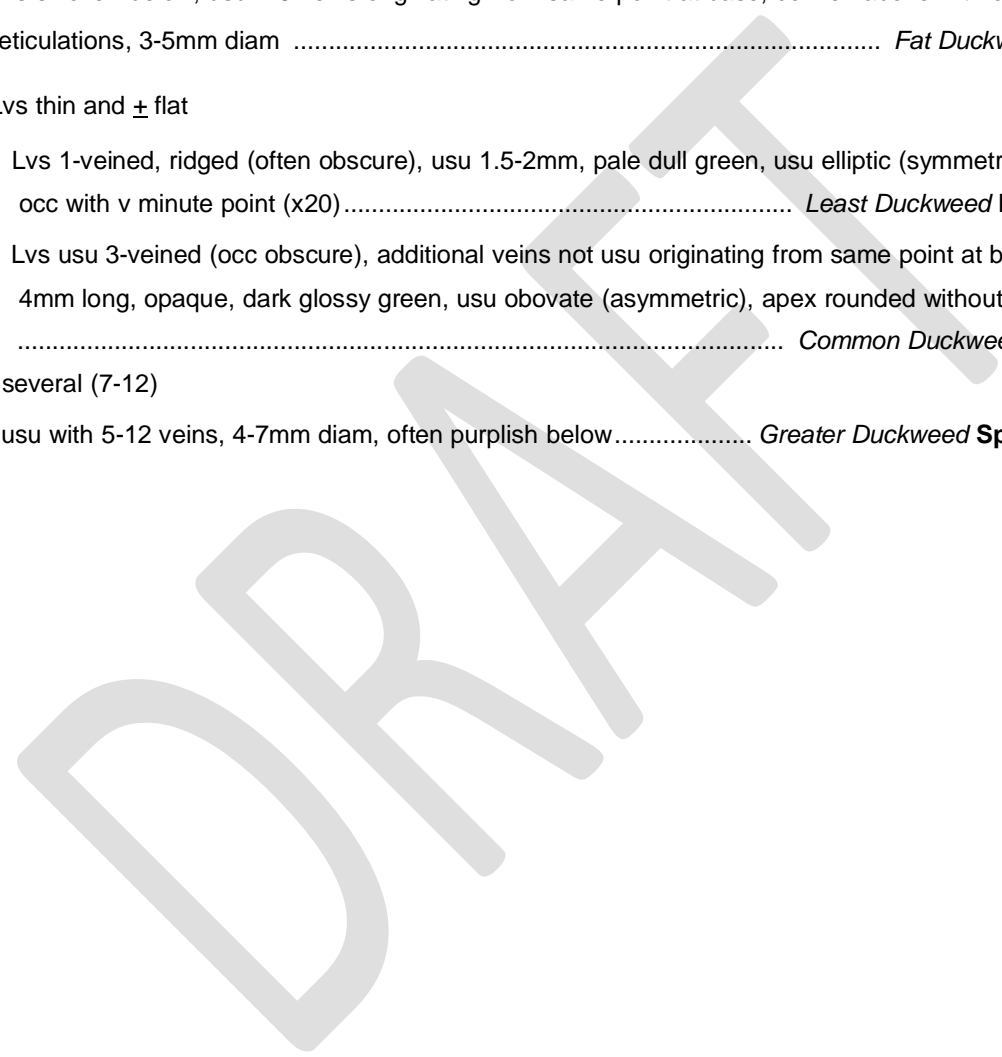 eticulations, 3-5mm diam ................................................................................ Fat Duckw
vs thin and + flat
Lvs 1-veined, ridged (often obscure), usu 1.5-2mm, pale dull green, usu elliptic (symmetr
occ with v minute point (x20)................................................................... Least Duckweed
Lvs usu 3-veined (occ obscure), additional veins not usu originating from same point at b
4mm long, opaque, dark glossy green, usu obovate (asymmetric), apex rounded without
................................................................................................................... Common Duckwee
several (7-12)
usu with 5-12 veins, 4-7mm diam, often purplish below.................... Greater Duckweed Sp
DRAFT